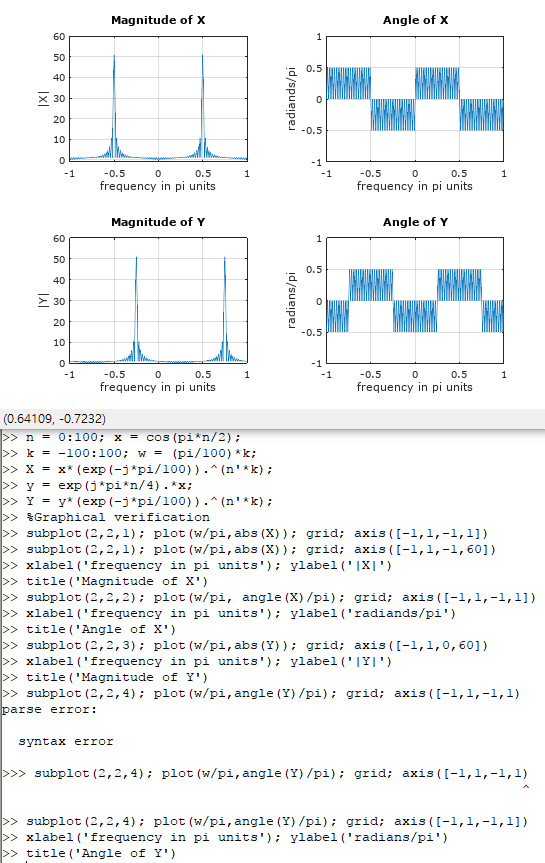 Magnitude of X
60
50
40
30
20
10
0
|X|
-1 -0.5 0 0.5 1
frequency in pi units
Angle of X
1
0.5
0
-0.5
-1
radiands/pi
-1 -0.5 0 0.5 1
frequency in pi units
Magnitude of Y
60
50
40
30
20
10
0
|Y|
-1 -0.5 0 0.5 1
frequency in pi units
Angle of Y
1
0.5
0
-0.5
-1
radians/pi
-1 -0.5 0 0.5 1
frequency in pi units
(0.64109, -0.7232)
>> n = 0:100; x = cos(pi*n/2);
>> k = -100:100; w = (pi/100)*k;
>> X = x*(exp(-j*pi/100)).^(n'*k);
>> y = exp(j*pi*n/4).*x;
>> Y = y*(exp(-j*pi/100)).^(n'*k);
>> %Graphical verification
>> subplot(2,2,1); plot(w/pi,abs(X)); grid; axis([-1,1,-1,1])
>> subplot(2,2,1); plot(w/pi,abs(X)); grid; axis([-1,1,-1,60])
>> xlabel('frequency in pi units'); ylabel('|X|')
>> title('Magnitude of X')
>> subplot(2,2,2); plot(w/pi, angle(X)/pi); grid; axis([-1,1,-1,1])
>> xlabel('frequency in pi units'); ylabel('radiands/pi')
>> title('Angle of X')
>> subplot(2,2,3); plot(w/pi,abs(Y)); grid; axis([-1,1,0,60])
>> xlabel('frequency in pi units'); ylabel('|Y|')
>> title('Magnitude of Y')
>> subplot(2,2,4); plot(w/pi,angle(Y)/pi); grid; axis([-1,1,-1,1)
parse error:
syntax error
>>> subplot(2,2,4); plot(w/pi,angle(Y)/pi); grid; axis([-1,1,-1,1)
^
>> subplot(2,2,4); plot(w/pi,angle(Y)/pi); grid; axis([-1,1,-1,1])
>> xlabel('frequency in pi units'); ylabel('radians/pi')
>> title('Angle of Y')